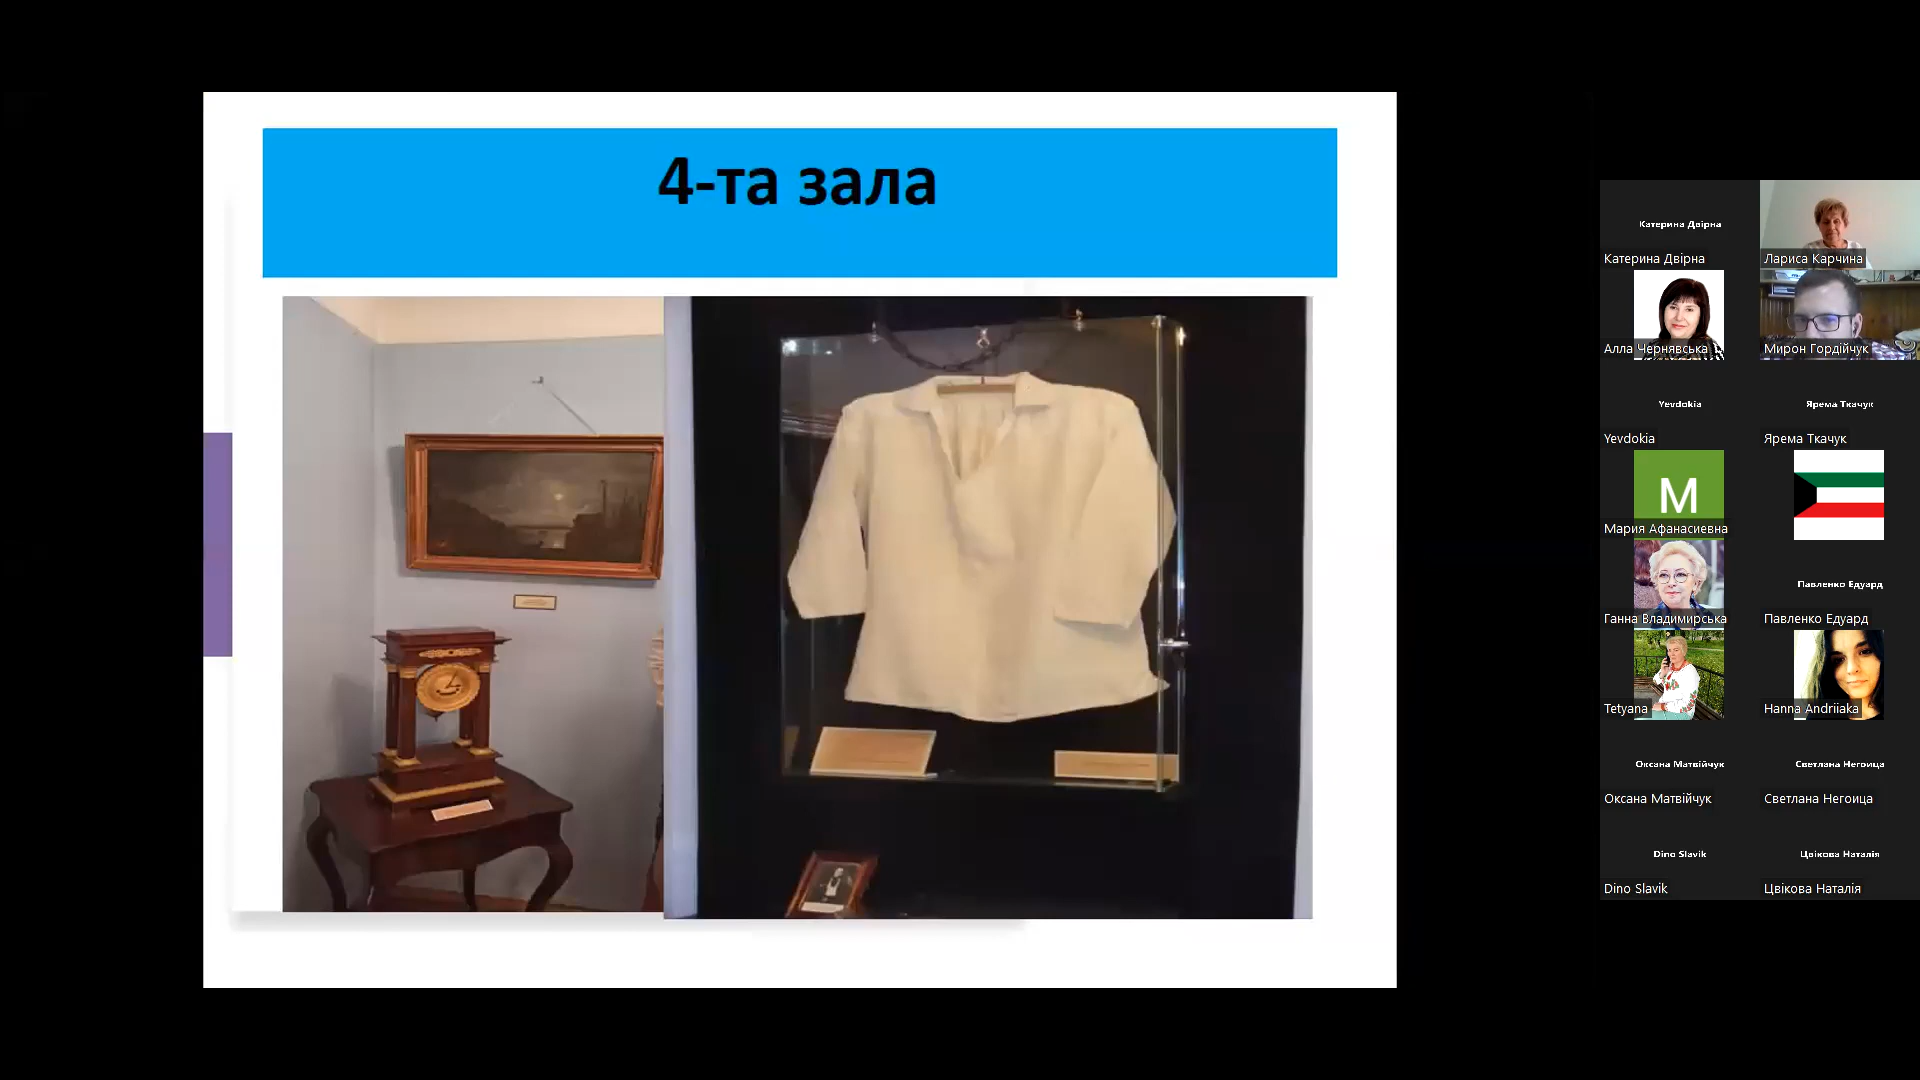 4-та зала
Катерина Двірна
Катерина Двірна
Лариса Карчина
Алла Чернявська
Мирон Гордійчук
Yevdokia
Ярема Ткачук
Yevdokia
Ярема Ткачук
M
Мария Афанасиевна
Павленко Едуард
Ганна Владимирська
Павленко Едуард
Tetyana
Hanna Andriiaka
Оксана Матвійчук
Светлана Негоица
Оксана Матвійчук
Светлана Негоица
Dino Slavik
Цвікова Наталія
Dino Slavik
Цвікова Наталія